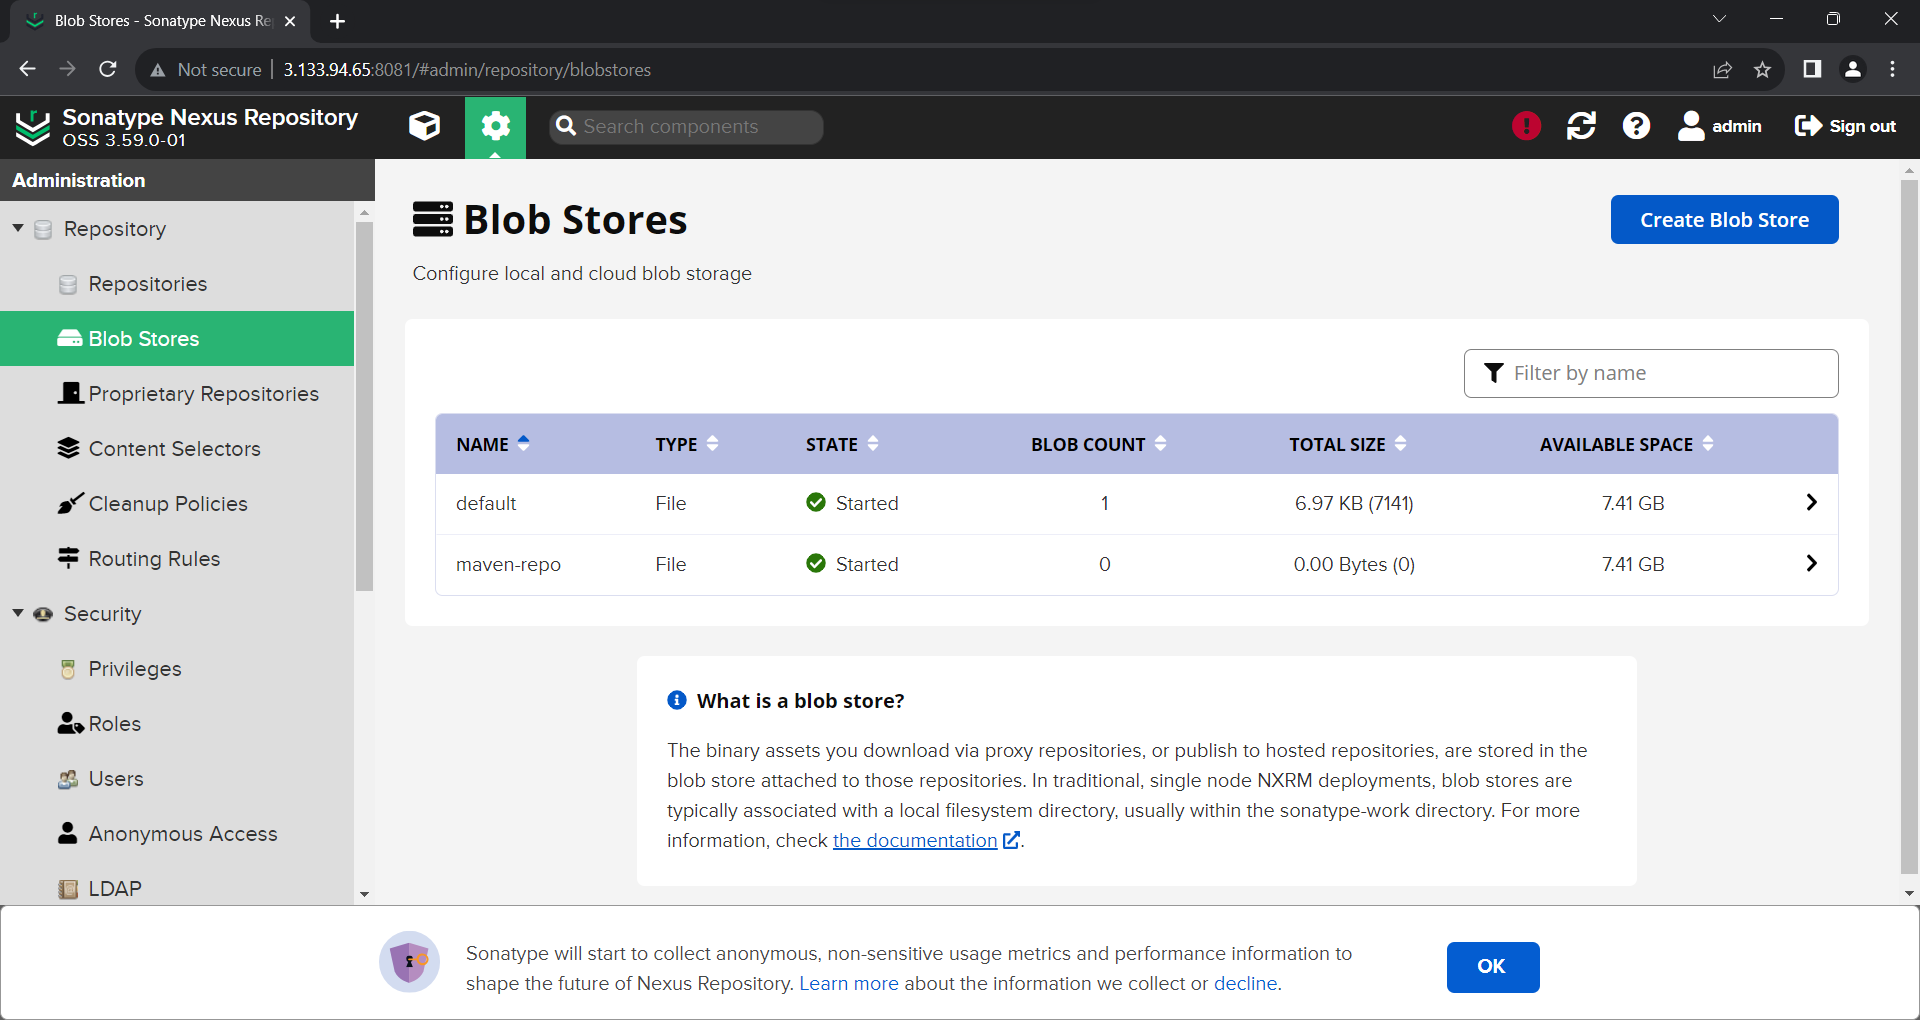 Blob Stores - Sonatype Nexus Re
Not secure
3.133.94.65:8081/#admin/repository/blobstores
Sonatype Nexus Repository
OSS 3.59.0-01
Search components
admin
Sign out
Administration
Repository
Repositories
Blob Stores
Proprietary Repositories
Content Selectors
Cleanup Policies
Routing Rules
Security
Privileges
Roles
Users
Anonymous Access
LDAP
Blob Stores
Create Blob Store
Configure local and cloud blob storage
Filter by name
NAME TYPE STATE BLOB COUNT TOTAL SIZE AVAILABLE SPACE
default File Started 1 6.97 KB (7141) 7.41 GB
maven-repo File Started 0 0.00 Bytes (0) 7.41 GB
What is a blob store?
The binary assets you download via proxy repositories, or publish to hosted repositories, are stored in the
blob store attached to those repositories. In traditional, single node NXRM deployments, blob stores are
typically associated with a local filesystem directory, usually within the sonatype-work directory. For more
information, check the documentation.
Sonatype will start to collect anonymous, non-sensitive usage metrics and performance information to
shape the future of Nexus Repository. Learn more about the information we collect or decline.
OK